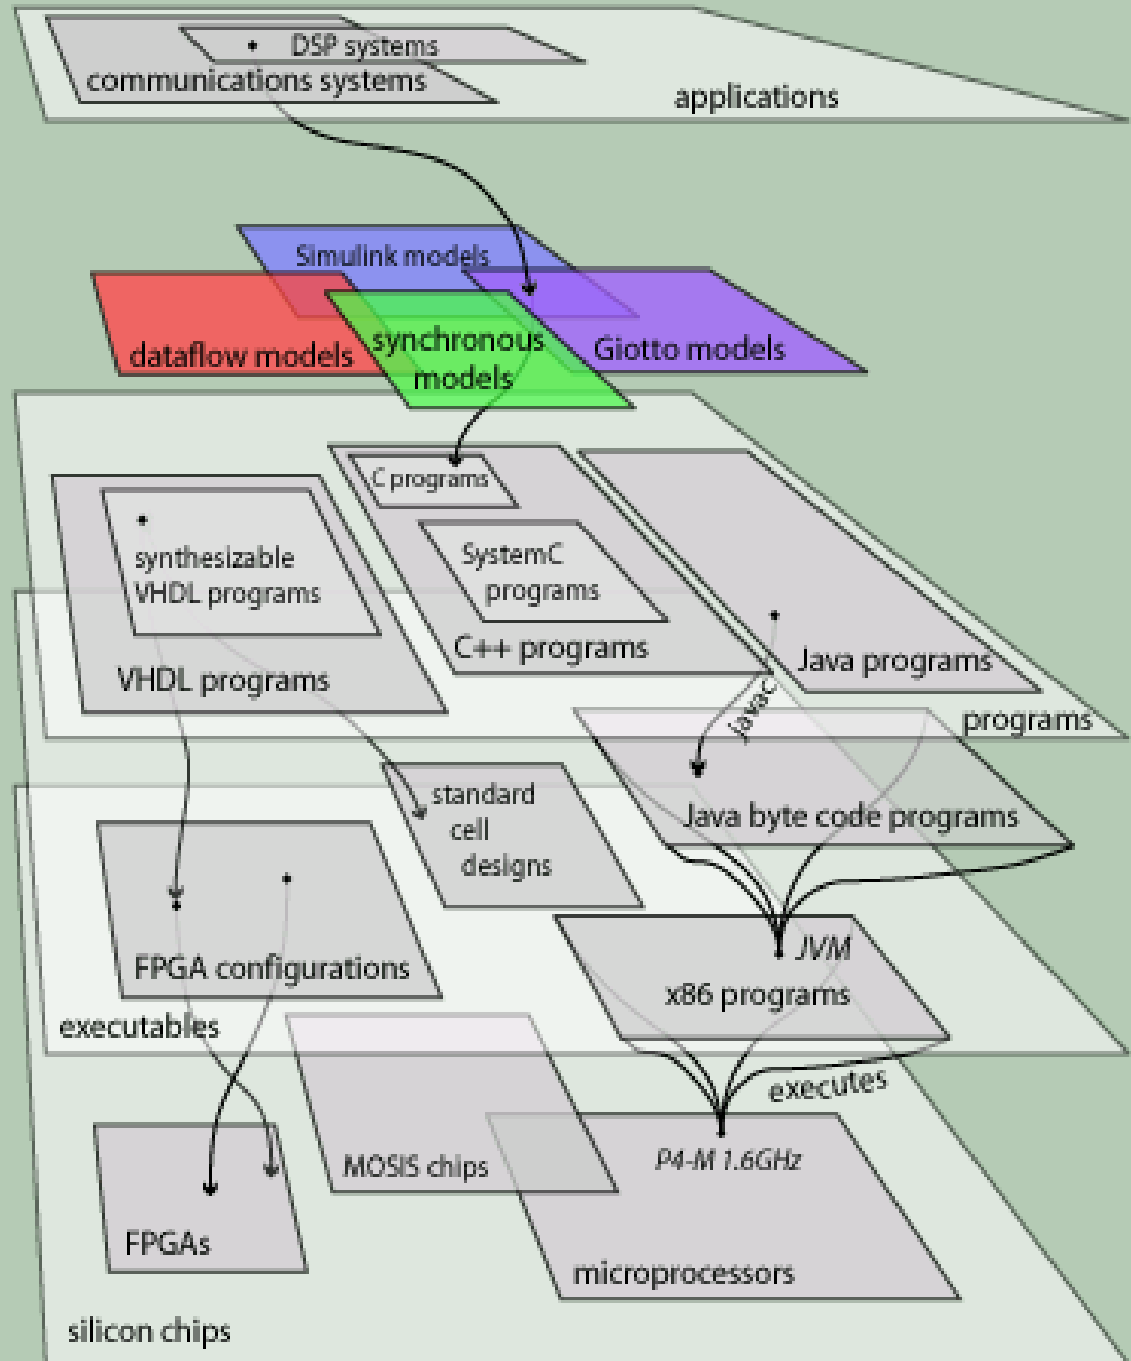 DSP systems
communications systems
applications
Simulink models
dataflow models
synchronous
models
Giotto models
C programs
synthesizable
VHDL programs
SystemC
programs
C++ programs
VHDL programs
Java programs
javac
programs
standard
cell
designs
Java byte code programs
FPGA configurations
JVM
x86 programs
executables
executes
MOSIS chips
P4-M 1.6GHz
FPGAs
microprocessors
silicon chips